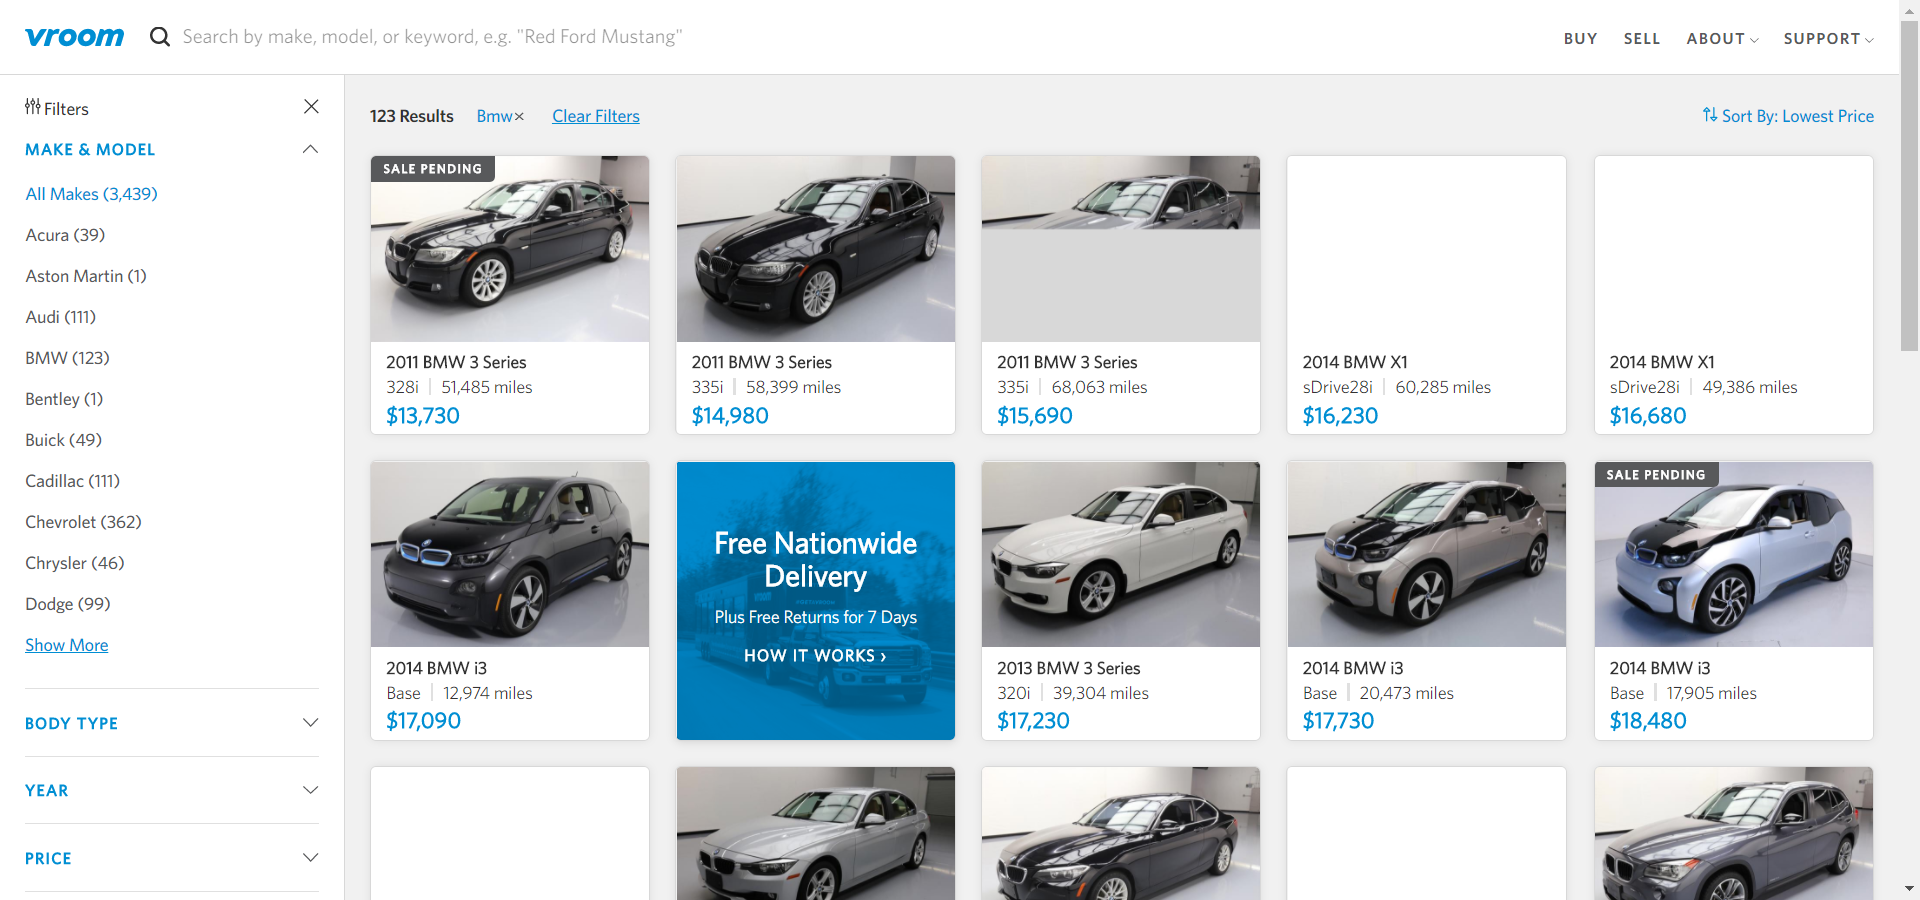 vroom
Search by make, model, or keyword, e.g. "Red Ford Mustang"
BUY
SELL
ABOUT
SUPPORT
Filters
MAKE & MODEL
All Makes (3,439)
Acura (39)
Aston Martin (1)
Audi (111)
BMW (123)
Bentley (1)
Buick (49)
Cadillac (111)
Chevrolet (362)
Chrysler (46)
Dodge (99)
Show More
BODY TYPE
YEAR
PRICE
123 Results
Bmw×
Clear Filters
Sort By: Lowest Price
SALE PENDING
2011 BMW 3 Series
328i | 51,485 miles
$13,730
2011 BMW 3 Series
335i | 58,399 miles
$14,980
2011 BMW 3 Series
335i | 68,063 miles
$15,690
2014 BMW X1
sDrive28i | 60,285 miles
$16,230
2014 BMW X1
sDrive28i | 49,386 miles
$16,680
2014 BMW i3
Base | 12,974 miles
$17,090
Free Nationwide
Delivery
Plus Free Returns for 7 Days
HOW IT WORKS ›
2013 BMW 3 Series
320i | 39,304 miles
$17,230
2014 BMW i3
Base | 20,473 miles
$17,730
SALE PENDING
2014 BMW i3
Base | 17,905 miles
$18,480